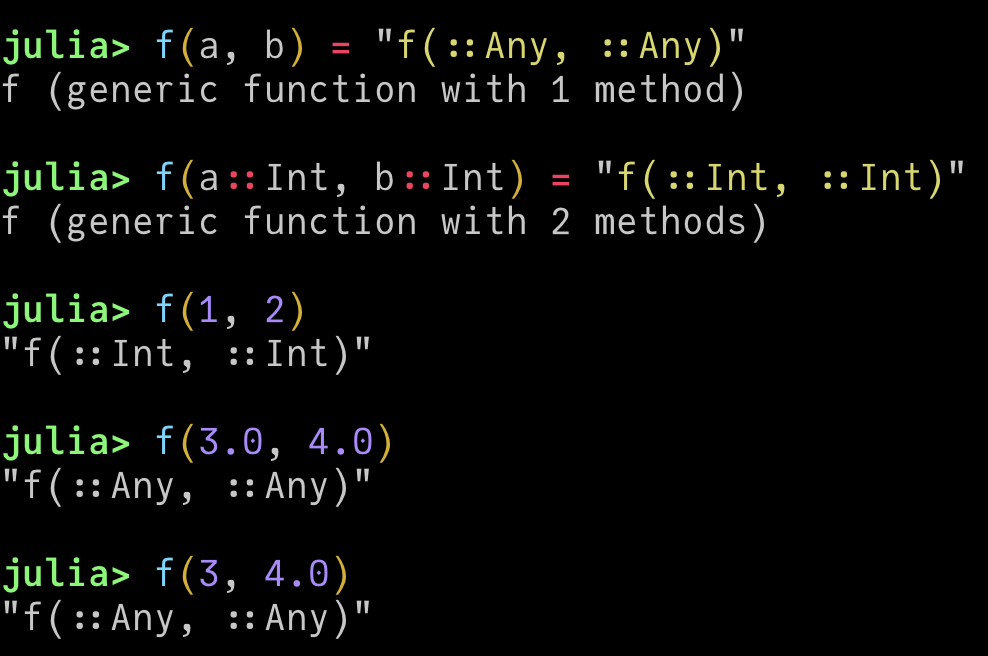 julia> f(a, b) = "f(::Any, ::Any)"
f (generic function with 1 method)
julia> f(a::Int, b::Int) = "f(::Int, ::Int)"
f (generic function with 2 methods)
julia> f(1, 2)
"f(::Int, ::Int)"
julia> f(3.0, 4.0)
"f(::Any, ::Any)"
julia> f(3, 4.0)
"f(::Any, ::Any)"